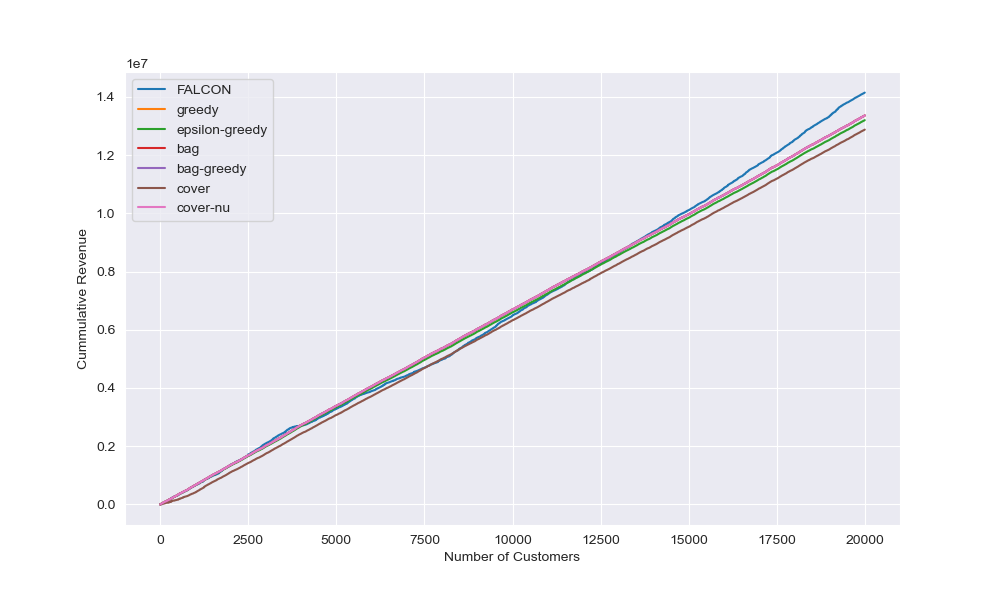 1e7
FALCON
greedy
epsilon-greedy
bag
bag-greedy
cover
cover-nu
1.4
1.2
1.0
0.8
0.6
0.4
0.2
0.0
Cummulative Revenue
0 2500 5000 7500 10000 12500 15000 17500 20000
Number of Customers